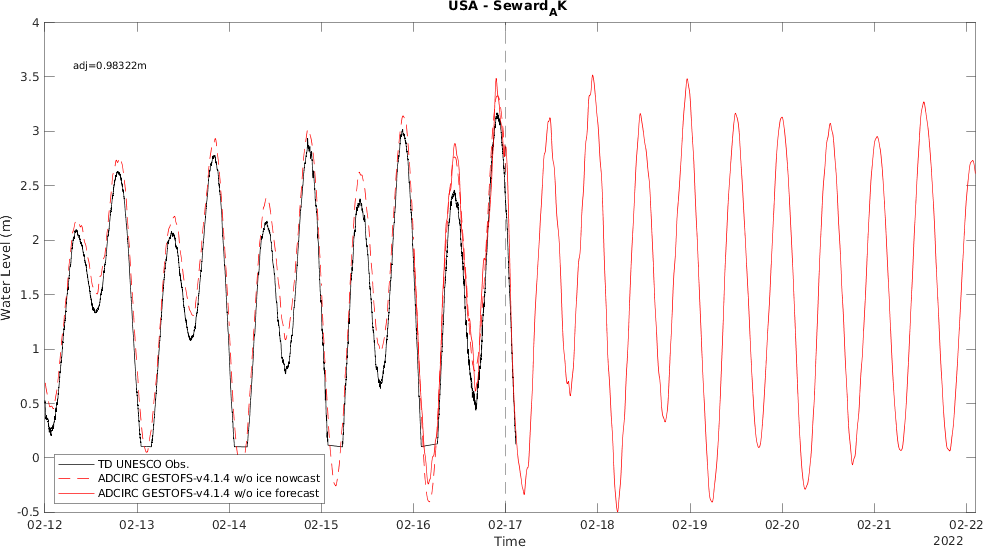 USA - Seward_AK
4
adj=0.98322m
3.5
3
2.5
2
Water Level (m)
1.5
1
0.5
0
-0.5
TD UNESCO Obs.
ADCIRC GESTOFS-v4.1.4 w/o ice nowcast
ADCIRC GESTOFS-v4.1.4 w/o ice forecast
02-12 02-13 02-14 02-15 02-16 02-17 02-18 02-19 02-20 02-21 02-22
Time
2022